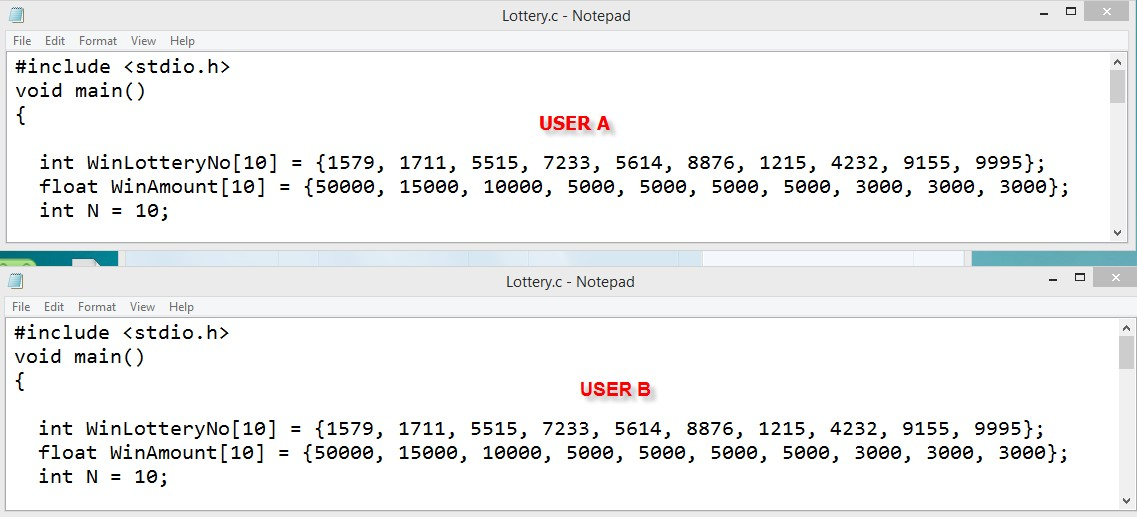 Lottery.c - Notepad
File Edit Format View Help
#include <stdio.h>
void main()
{
USER A
int WinLotteryNo[10] = {1579, 1711, 5515, 7233, 5614, 8876, 1215, 4232, 9155, 9995};
float WinAmount[10] = {50000, 15000, 10000, 5000, 5000, 5000, 5000, 3000, 3000, 3000};
int N = 10;
Lottery.c - Notepad
File Edit Format View Help
#include <stdio.h>
void main()
{
USER B
int WinLotteryNo[10] = {1579, 1711, 5515, 7233, 5614, 8876, 1215, 4232, 9155, 9995};
float WinAmount[10] = {50000, 15000, 10000, 5000, 5000, 5000, 5000, 3000, 3000, 3000};
int N = 10;